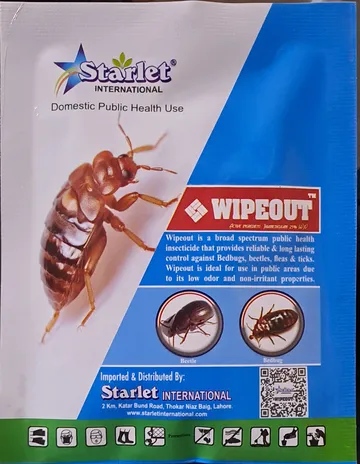 Starlet®
INTERNATIONAL
Domestic Public Health Use
WIPEOUT™
Wipeout is a broad spectrum public health
insecticide that provides reliable & long lasting
control against Bedbugs, beetles, fleas & ticks.
Wipeout is ideal for use in public areas due
to its low odor and non-irritant properties.
Beetle
Bedbug
Imported & Distributed By:
Starlet INTERNATIONAL
2 Km, Katar Bund Road, Thokar Niaz Baig, Lahore.
www.starletinternational.com
WIPEOUT